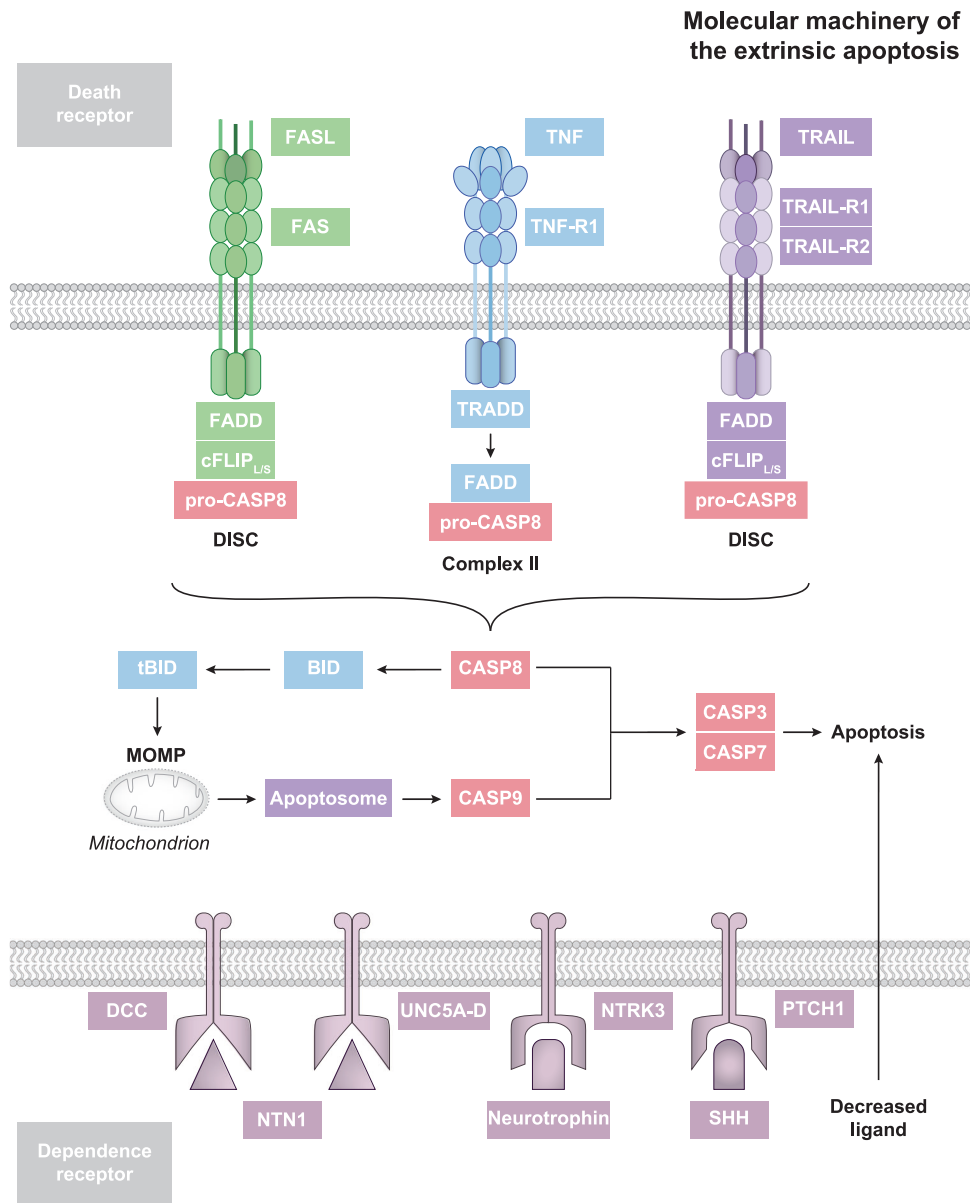 Molecular machinery of
the extrinsic apoptosis
Death
receptor
FASL
TNF
TRAIL
FAS
TNF-R1
TRAIL-R1
TRAIL-R2
FADD
cFLIP L/S
pro-CASP8
DISC
TRADD
FADD
pro-CASP8
Complex II
FADD
cFLIP L/S
pro-CASP8
DISC
tBID
BID
CASP8
MOMP
Mitochondrion
Apoptosome
CASP9
CASP3
CASP7
Apoptosis
DCC
UNC5A-D
NTRK3
PTCH1
NTN1
Neurotrophin
SHH
Decreased
ligand
Dependence
receptor